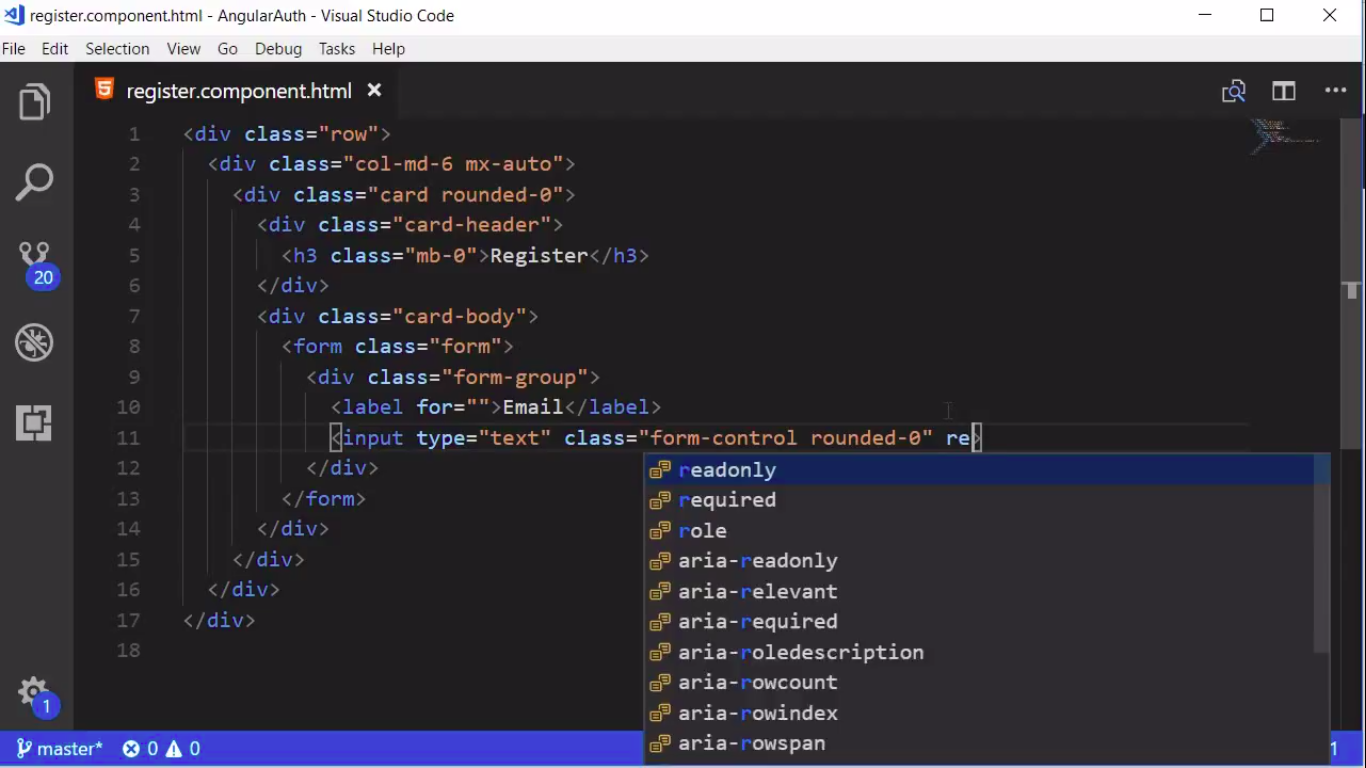 register.component.html - AngularAuth - Visual Studio Code
File Edit Selection View Go Debug Tasks Help
register.component.html
1 <div class="row">
2 <div class="col-md-6 mx-auto">
3 <div class="card rounded-0">
4 <div class="card-header">
5 <h3 class="mb-0">Register</h3>
6 </div>
7 <div class="card-body">
8 <form class="form">
9 <div class="form-group">
10 <label for="">Email</label>
11 <input type="text" class="form-control rounded-0" re>
12 </div>
13 </form>
14 </div>
15 </div>
16 </div>
17 </div>
18
readonly
required
role
aria-readonly
aria-relevant
aria-required
aria-roledescription
aria-rowcount
aria-rowindex
aria-rowspan
20
1
master* 0 0
1